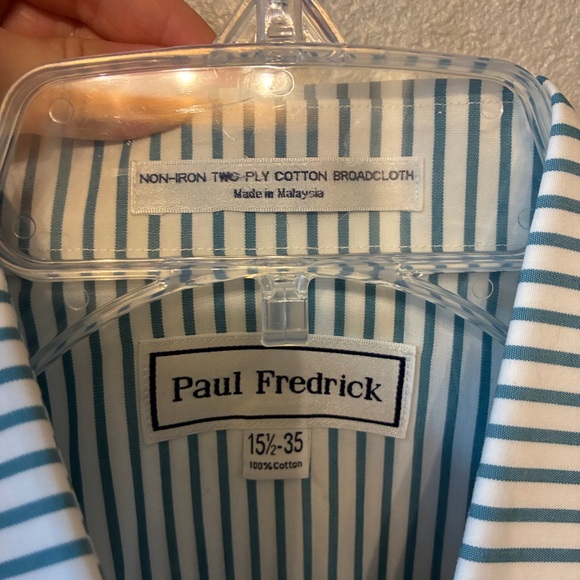 NON-IRON TWO-PLY COTTON BROADCLOTH
Made in Malaysia
Paul Fredrick
15½-35
100% Cotton